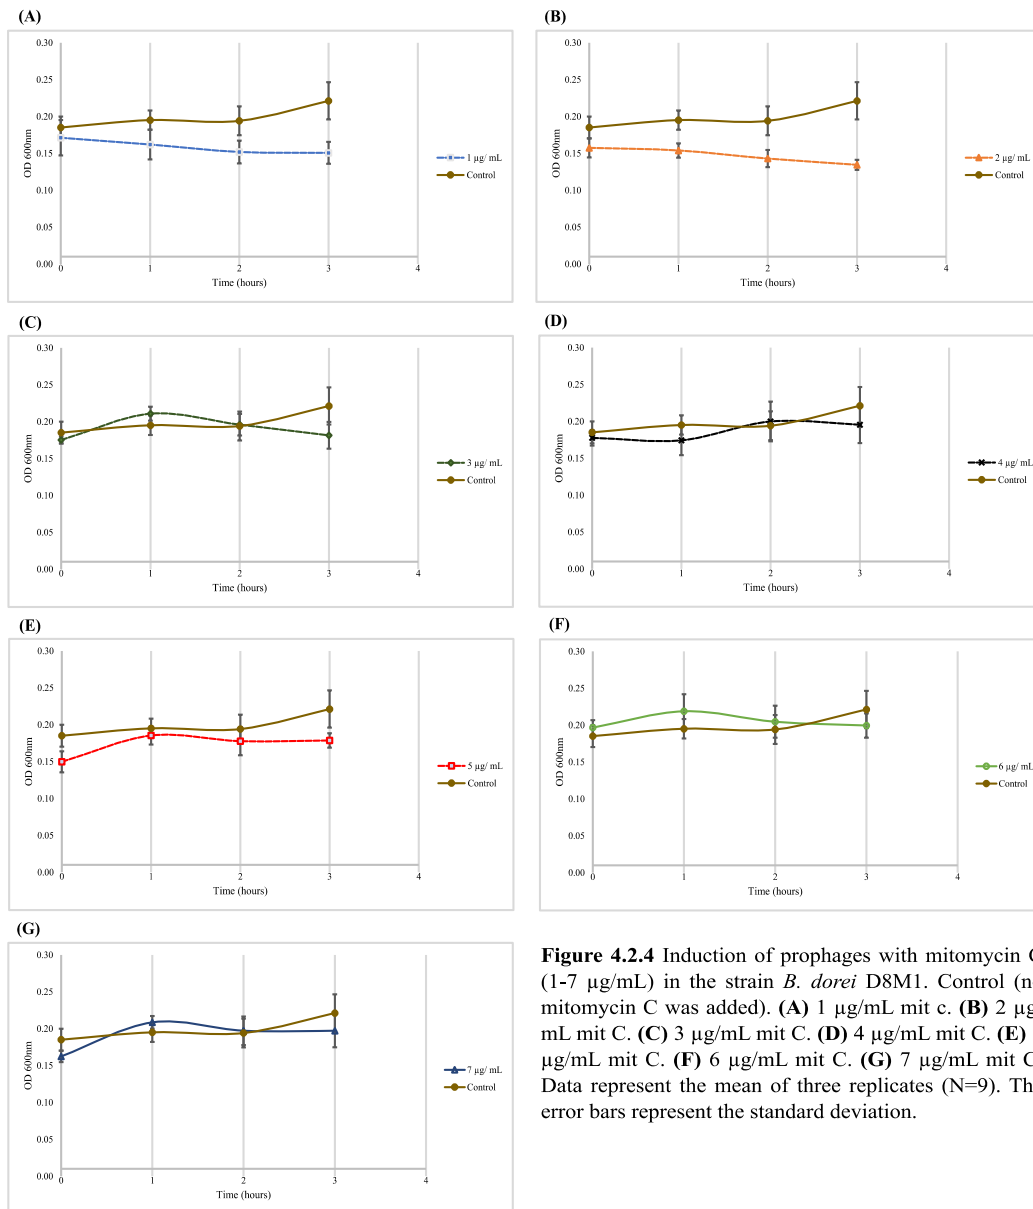 (A)
0.30
0.25
0.20
0.15
0.10
0.05
0.00
OD 600nm
0 1 2 3 4
Time (hours)
1 µg/ mL
Control
(B)
0.30
0.25
0.20
0.15
0.10
0.05
0.00
OD 600nm
0 1 2 3 4
Time (hours)
2 µg/ mL
Control
(C)
0.30
0.25
0.20
0.15
0.10
0.05
0.00
OD 600nm
0 1 2 3 4
Time (hours)
3 µg/ mL
Control
(D)
0.30
0.25
0.20
0.15
0.10
0.05
0.00
OD 600nm
0 1 2 3 4
Time (hours)
4 µg/ mL
Control
(E)
0.30
0.25
0.20
0.15
0.10
0.05
0.00
OD 600nm
0 1 2 3 4
Time (hours)
5 µg/ mL
Control
(F)
0.30
0.25
0.20
0.15
0.10
0.05
0.00
OD 600nm
0 1 2 3 4
Time (hours)
6 µg/ mL
Control
(G)
0.30
0.25
0.20
0.15
0.10
0.05
0.00
OD 600nm
0 1 2 3 4
Time (hours)
7 µg/ mL
Control
Figure 4.2.4 Induction of prophages with mitomycin C
(1-7 µg/mL) in the strain B. dorei D8M1. Control (n
mitomycin C was added). (A) 1 µg/mL mit c. (B) 2 µg
mL mit C. (C) 3 µg/mL mit C. (D) 4 µg/mL mit C. (E)
µg/mL mit C. (F) 6 µg/mL mit C. (G) 7 µg/mL mit C
Data represent the mean of three replicates (N=9). Th
error bars represent the standard deviation.